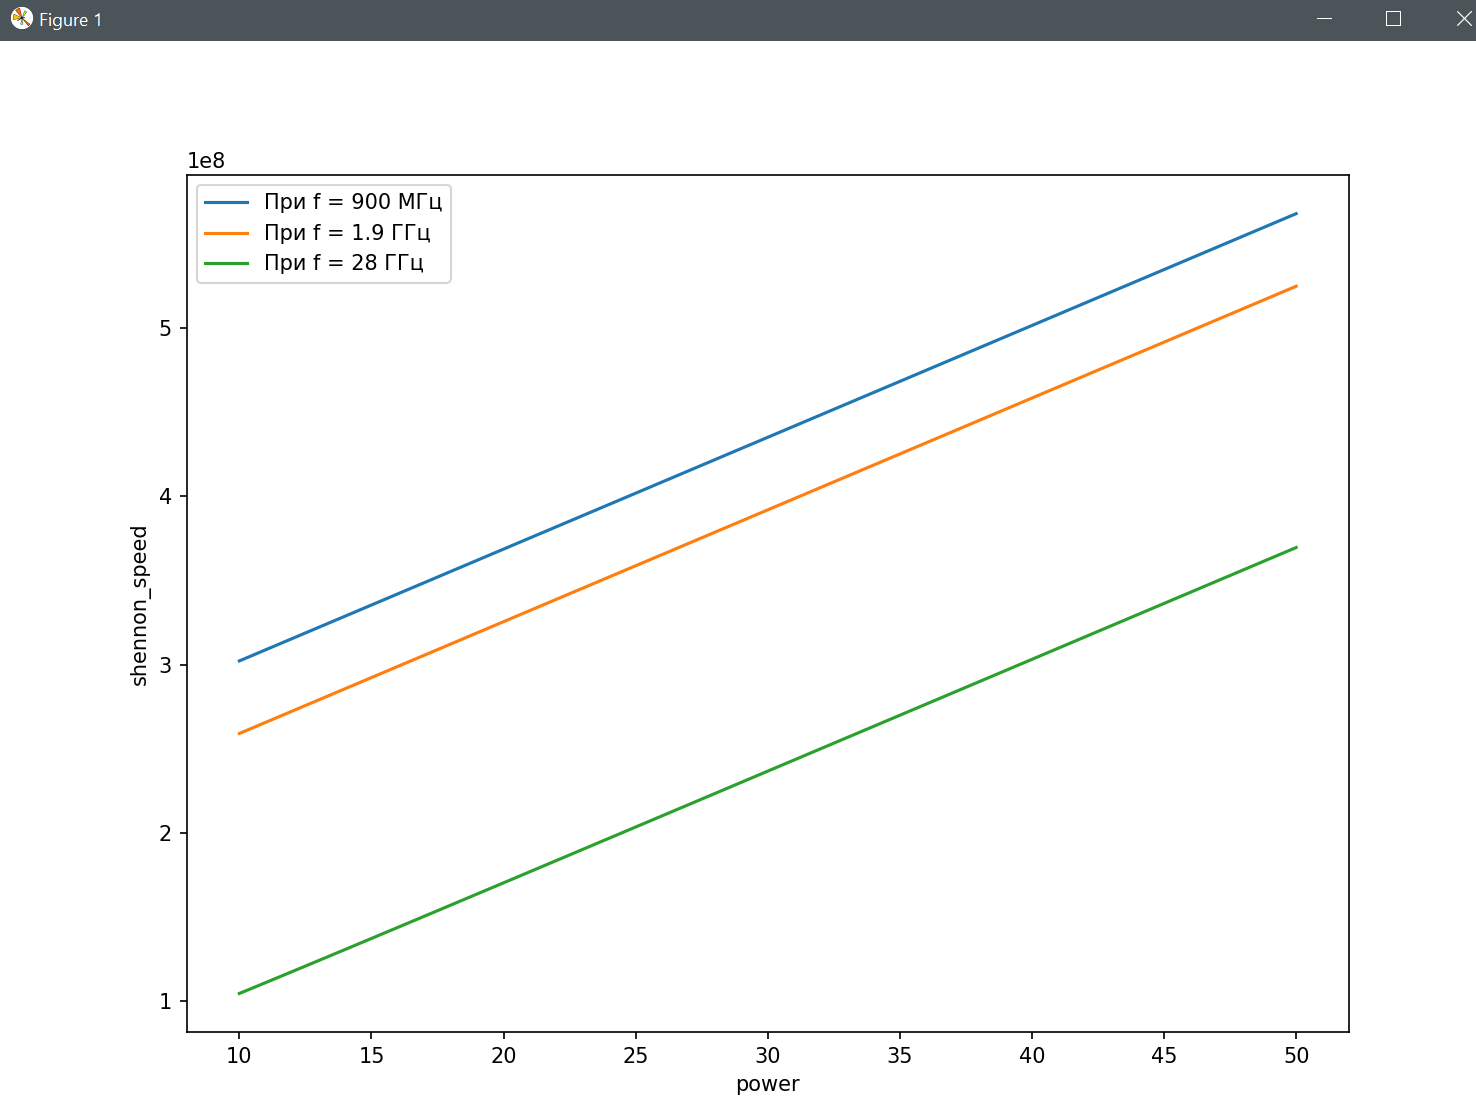 Figure 1
1e8
При f = 900 МГц
При f = 1.9 ГГц
При f = 28 ГГц
5
4
3
2
1
shennon_speed
10 15 20 25 30 35 40 45 50
power